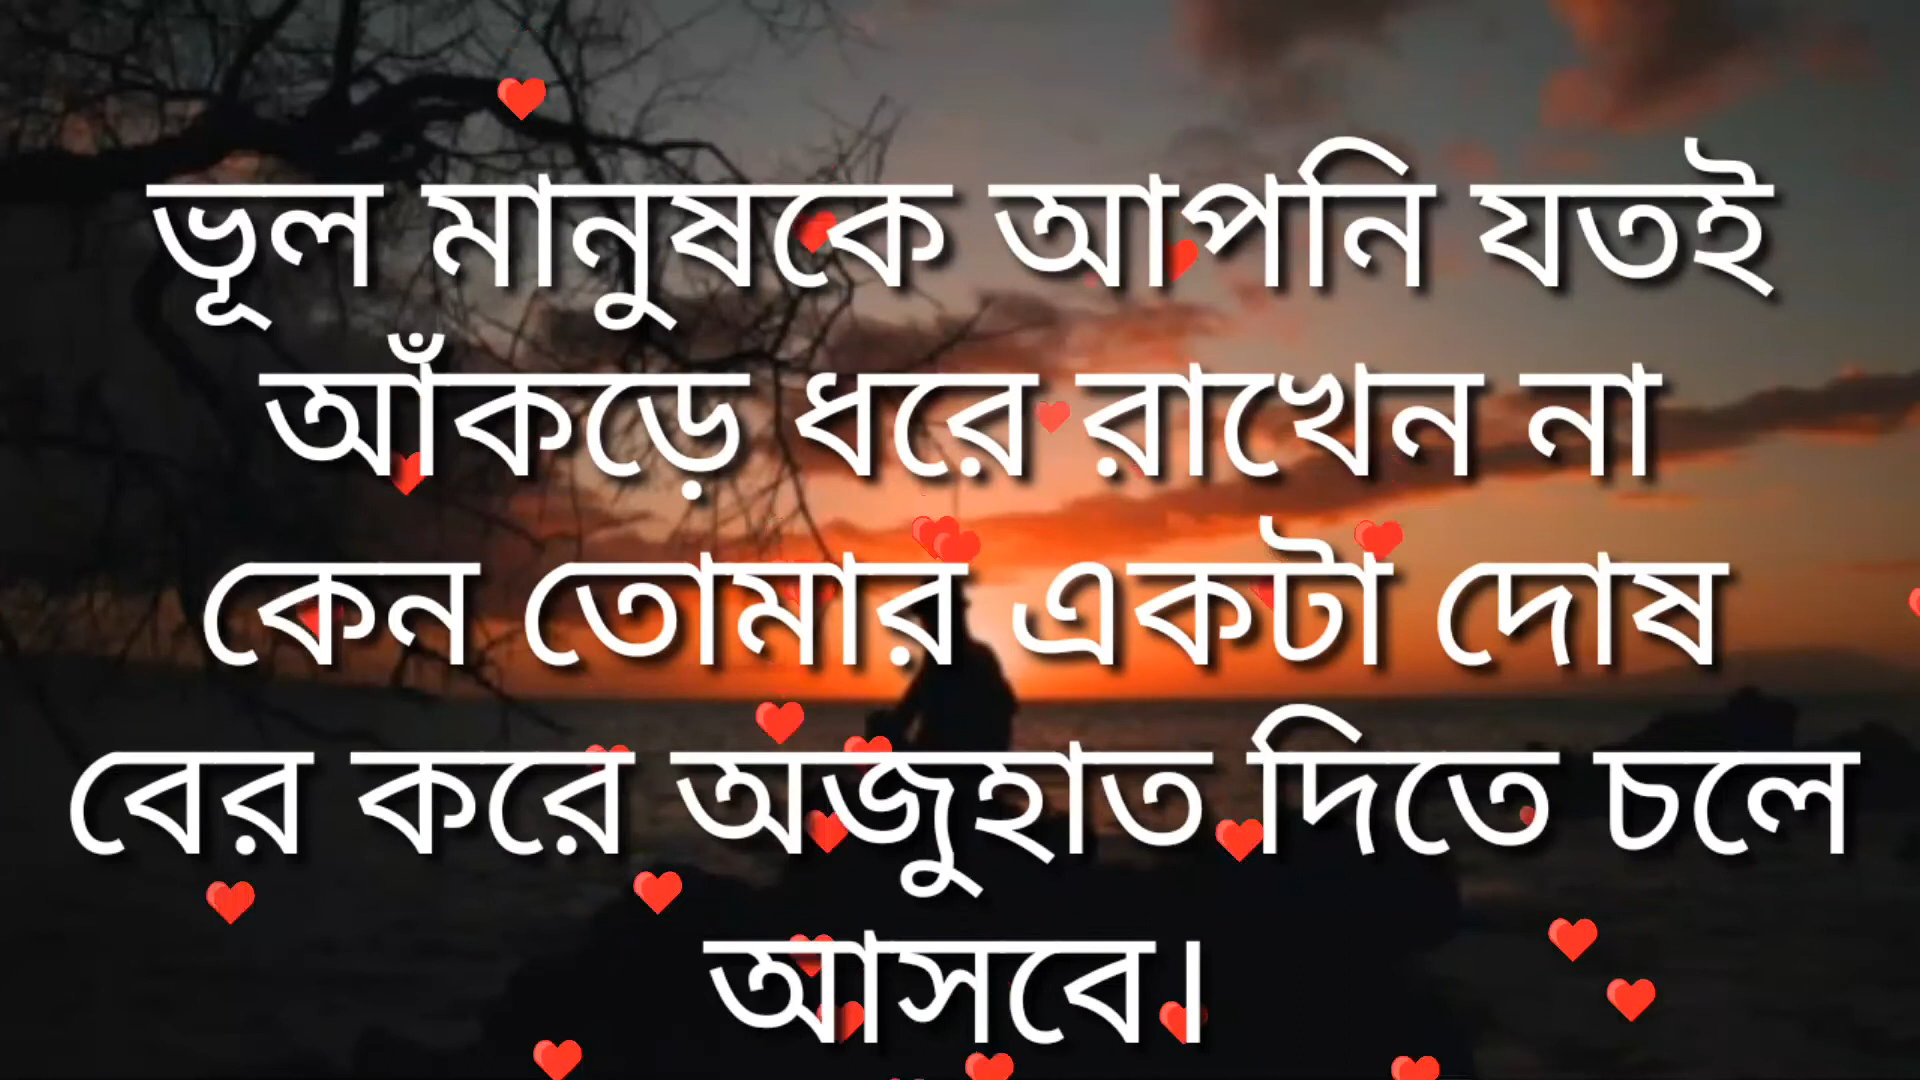 ভূল মানুষকে আপনি যতই
আঁকড়ে ধরে রাখেন না
কেন তোমার একটা দোষ
বের করে অজুহাত দিতে চলে
আসবে।